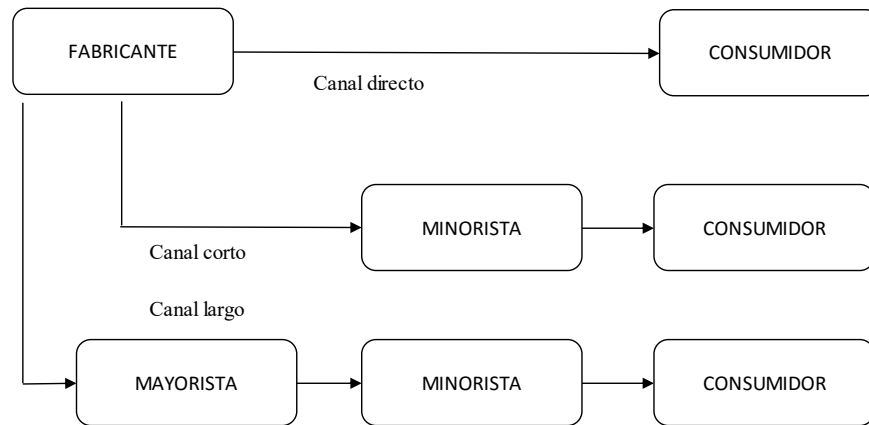 FABRICANTE
CONSUMIDOR
Canal directo
MINORISTA
CONSUMIDOR
Canal corto
Canal largo
MAYORISTA
MINORISTA
CONSUMIDOR